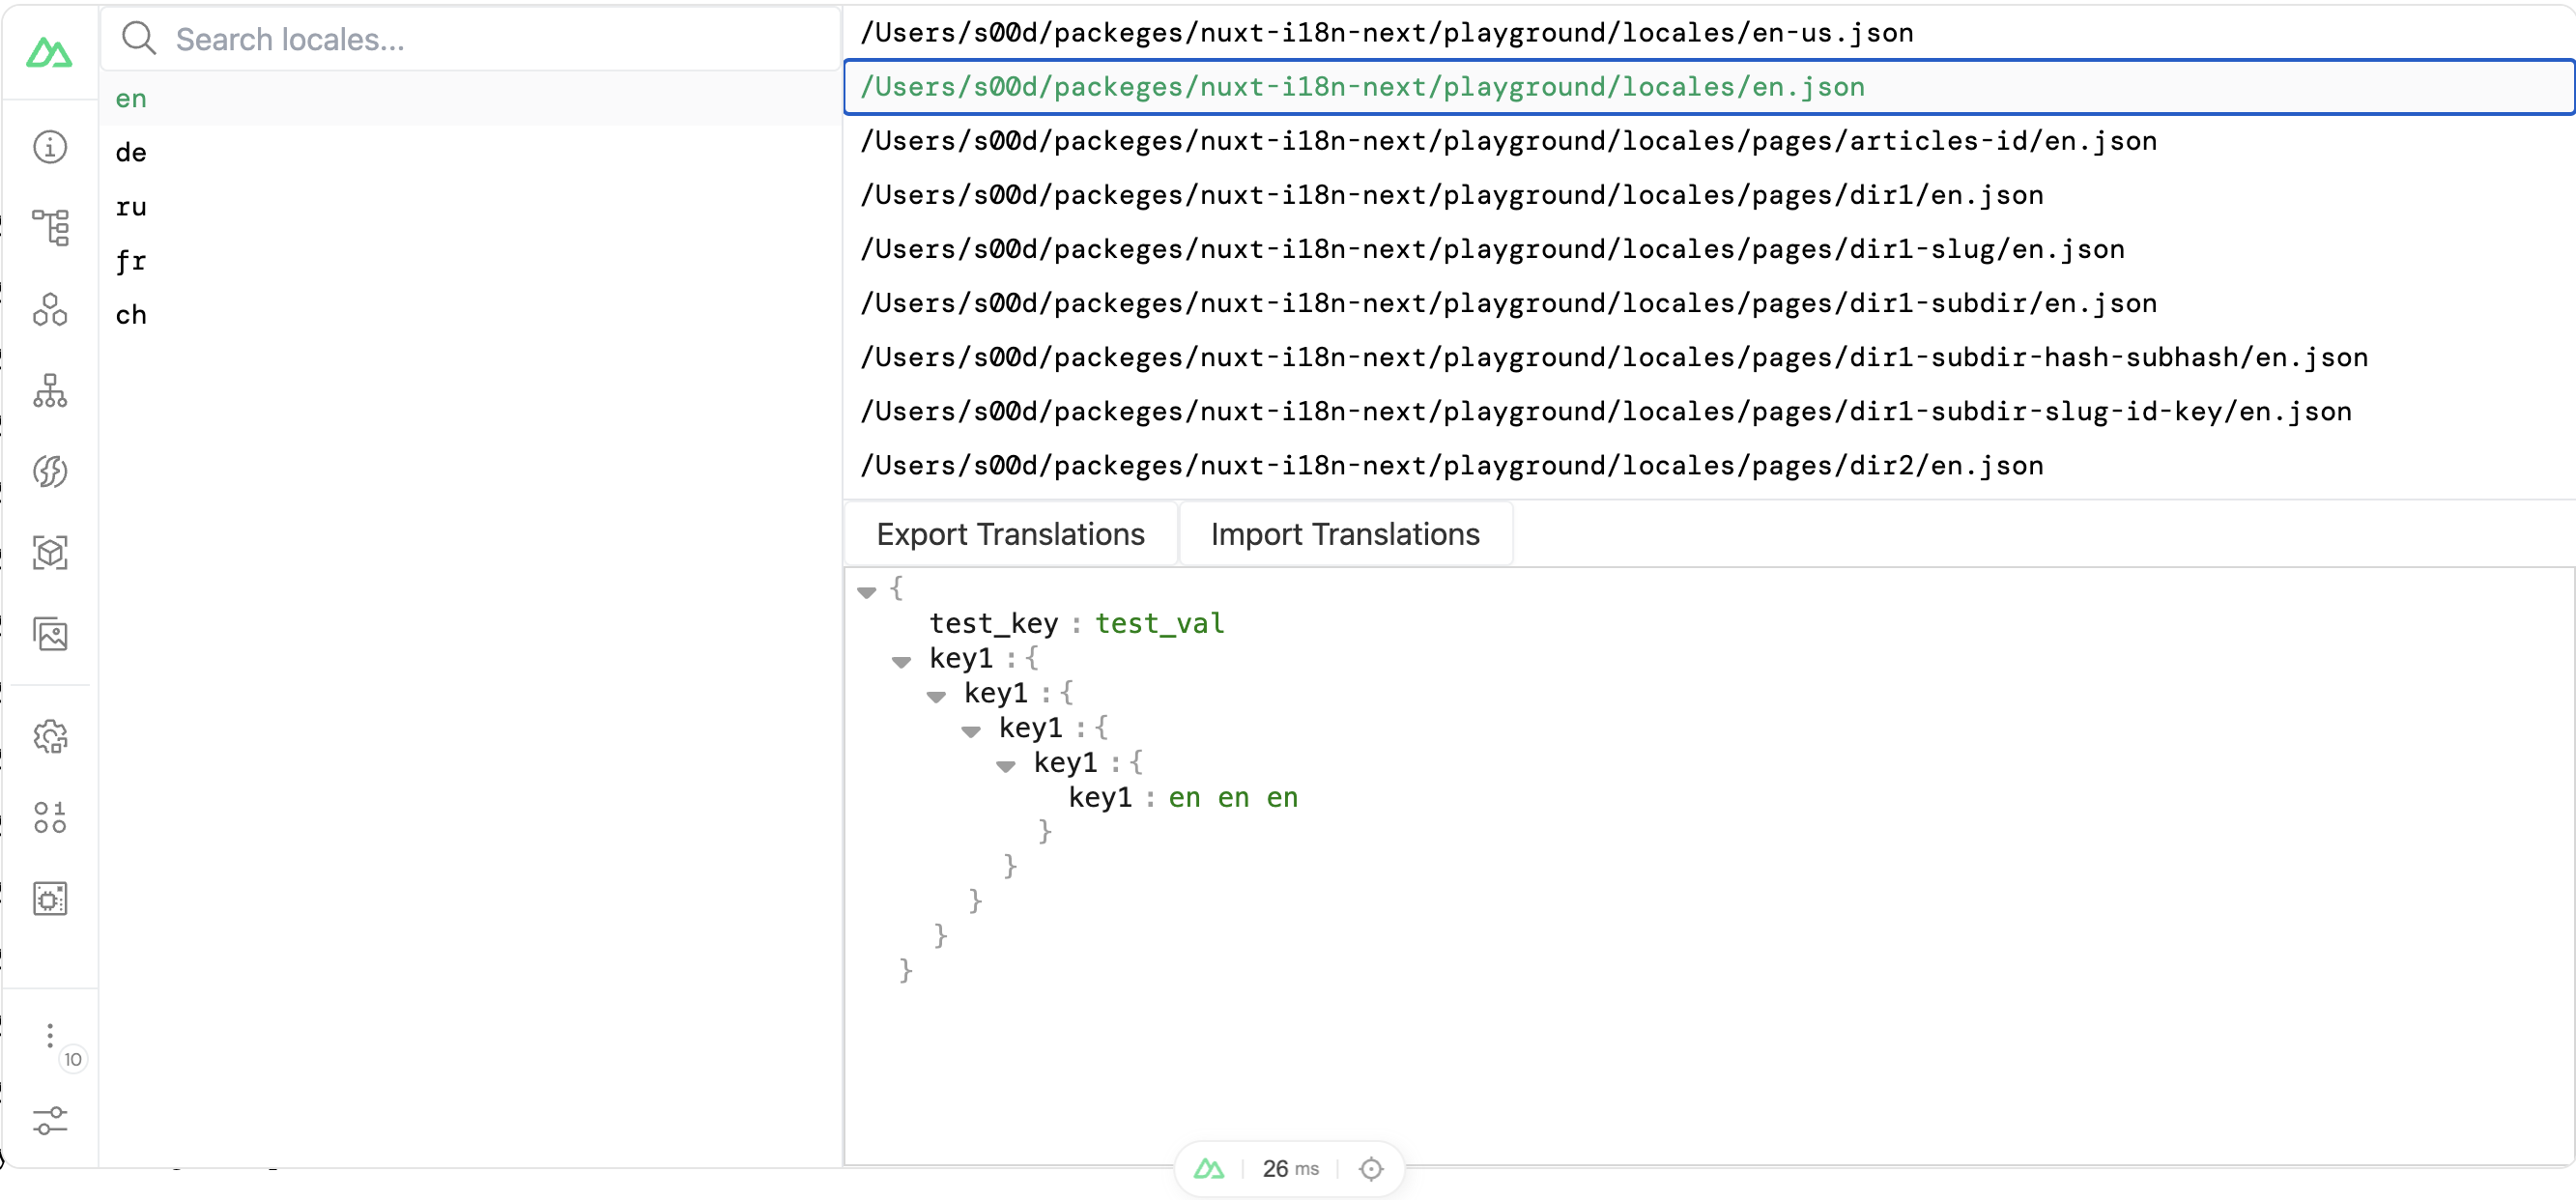 Search locales...
en
de
ru
fr
ch
/Users/s00d/packeges/nuxt-i18n-next/playground/locales/en-us.json
/Users/s00d/packeges/nuxt-i18n-next/playground/locales/en.json
/Users/s00d/packeges/nuxt-i18n-next/playground/locales/pages/articles-id/en.json
/Users/s00d/packeges/nuxt-i18n-next/playground/locales/pages/dir1/en.json
/Users/s00d/packeges/nuxt-i18n-next/playground/locales/pages/dir1-slug/en.json
/Users/s00d/packeges/nuxt-i18n-next/playground/locales/pages/dir1-subdir/en.json
/Users/s00d/packeges/nuxt-i18n-next/playground/locales/pages/dir1-subdir-hash-subhash/en.json
/Users/s00d/packeges/nuxt-i18n-next/playground/locales/pages/dir1-subdir-slug-id-key/en.json
/Users/s00d/packeges/nuxt-i18n-next/playground/locales/pages/dir2/en.json
Export Translations Import Translations
{
test_key : test_val
key1 :{
key1 :{
key1 :{
key1 :{
key1 : en en en
}
}
}
}
}
10
26 ms